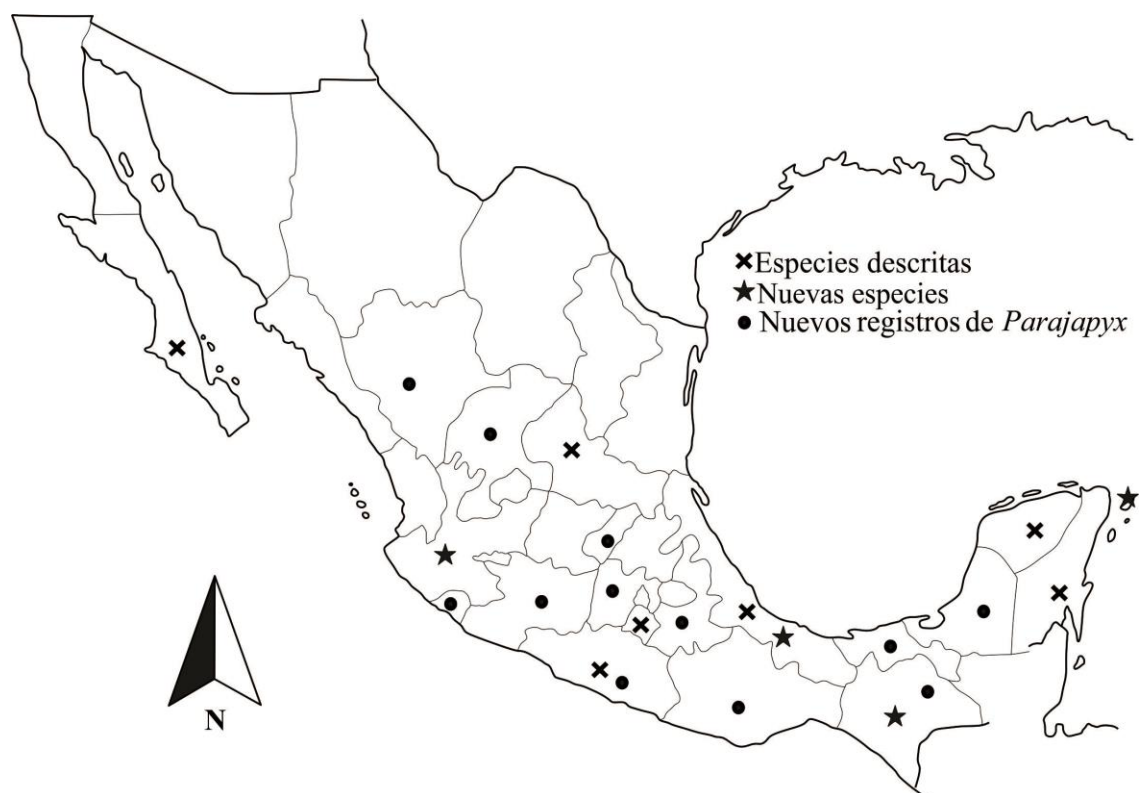 Especies descritas
Nuevas especies
Nuevos registros de Parajapyx
N